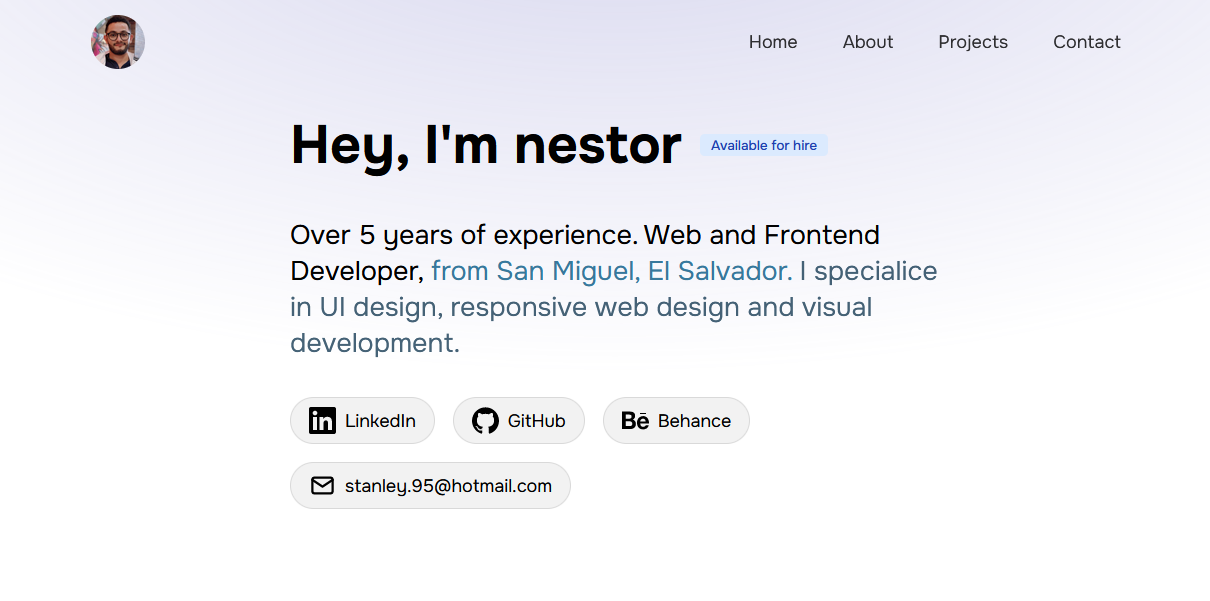 Home About Projects Contact
Hey, I'm nestor Available for hire
Over 5 years of experience. Web and Frontend
Developer, from San Miguel, El Salvador. I specialice
in UI design, responsive web design and visual
development.
in LinkedIn GitHub Bē Behance
stanley.95@hotmail.com